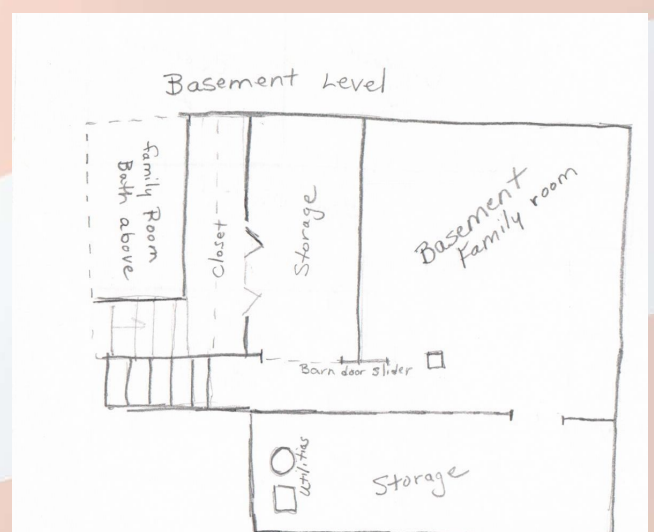 Basement Level
family Room
Bath above
Closet
Storage
Basement
Family room
Barn door slider
Utilities
Storage